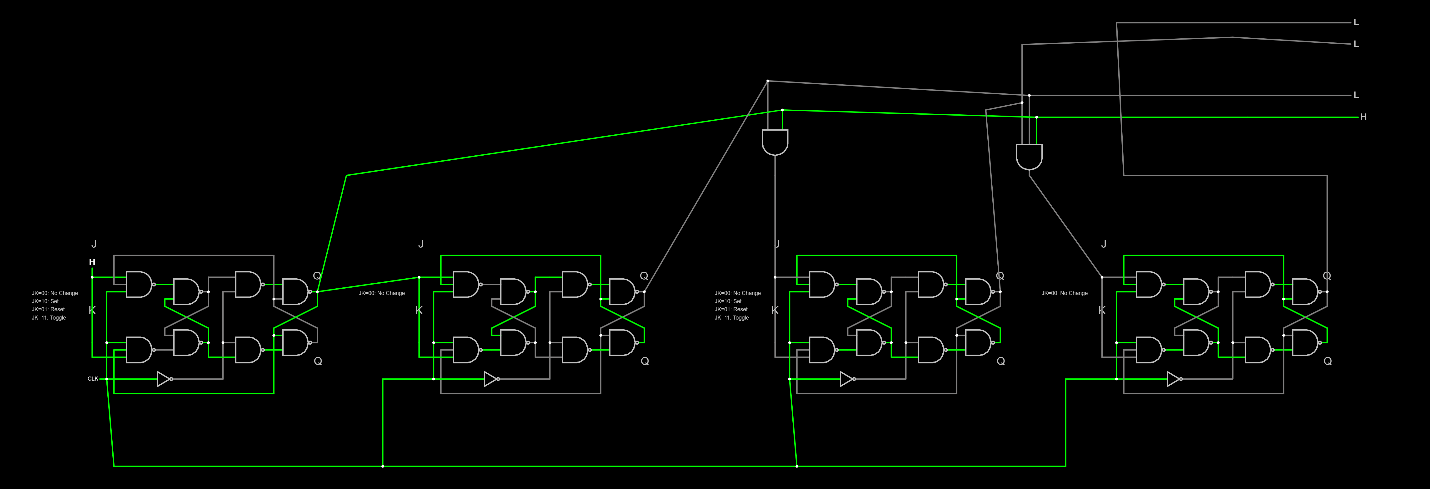 L
L
L
H
J
J
J
J
H
Q
Q
Q
Q
JK=00: No Change
JK=10: Set
JK=01: Reset
JK=11: Toggle
JK=00: No Change
JK=00: No Change
JK=10: Set
JK=01: Reset
JK=11: Toggle
JK=00: No Change
K
K
K
K
Q
Q
Q
Q
CLK